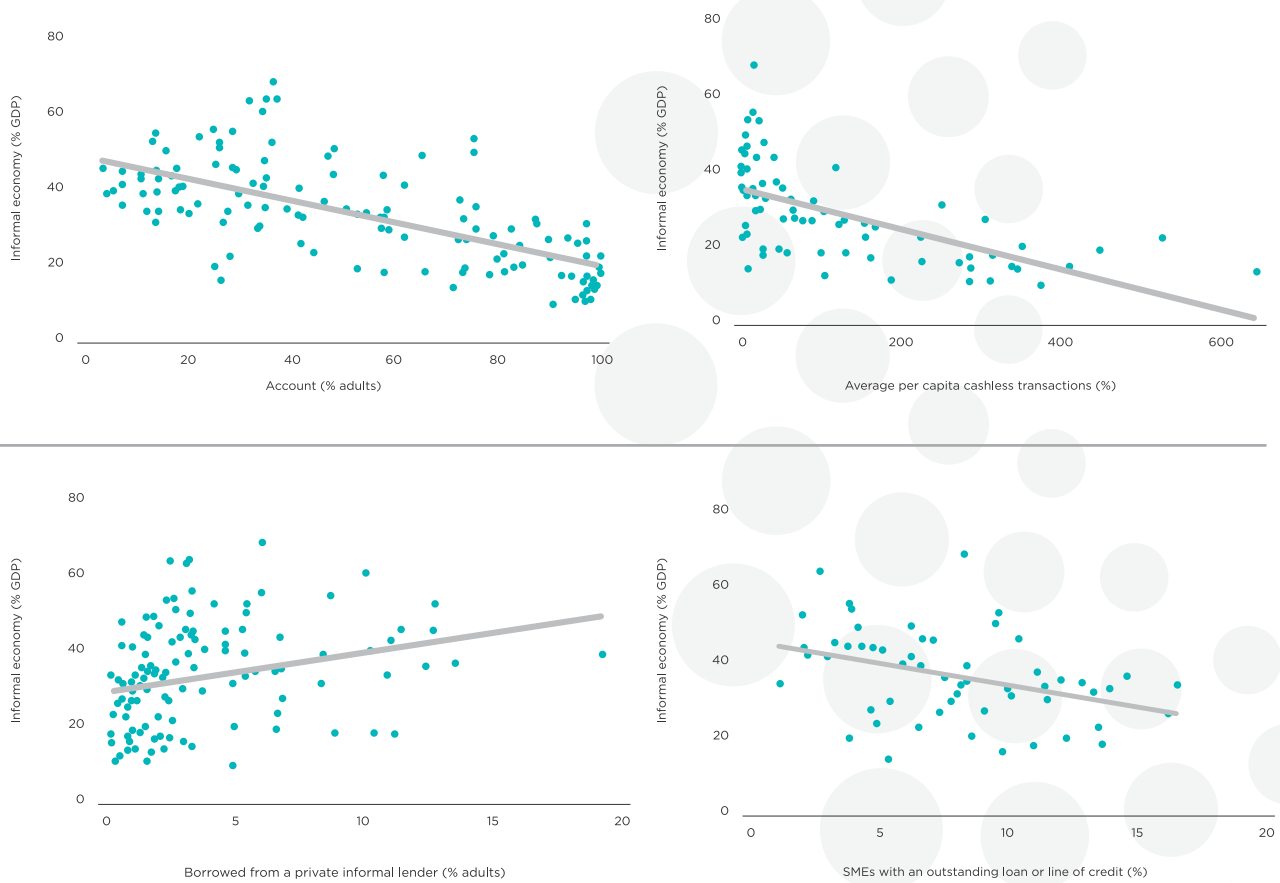 80
60
40
20
0
Informal economy (% GDP)
0 20 40 60 80 100
Account (% adults)
80
60
40
20
0
Informal economy (% GDP)
0 200 400 600
Average per capita cashless transactions (%)
80
60
40
20
0
Informal economy (% GDP)
0 5 10 15 20
Borrowed from a private informal lender (% adults)
80
60
40
20
0
Informal economy (% GDP)
0 5 10 15 20
SMEs with an outstanding loan or line of credit (%)